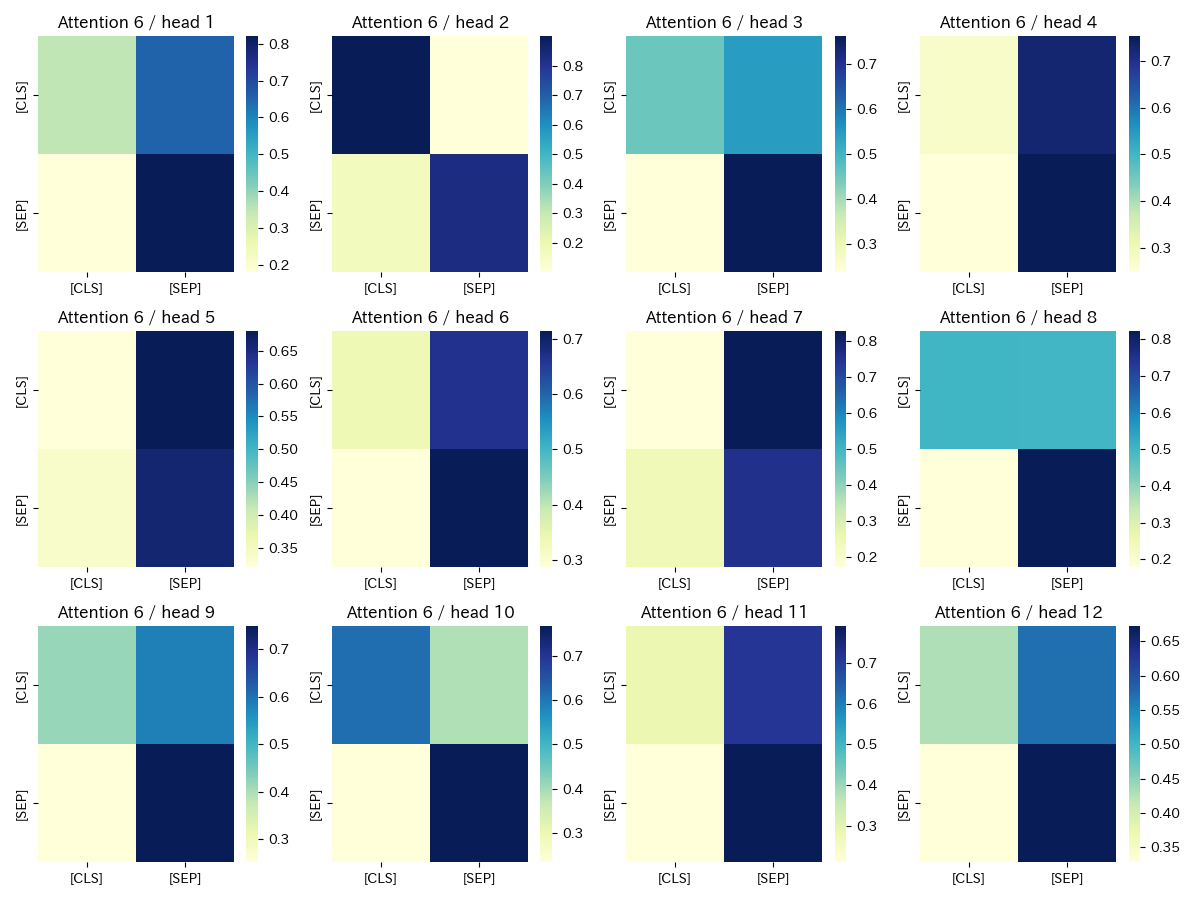 Attention 6 / head 1
[CLS]
[SEP]
[CLS] [SEP]
0.8
0.7
0.6
0.5
0.4
0.3
0.2
Attention 6 / head 2
[CLS]
[SEP]
[CLS] [SEP]
0.8
0.7
0.6
0.5
0.4
0.3
0.2
Attention 6 / head 3
[CLS]
[SEP]
[CLS] [SEP]
0.7
0.6
0.5
0.4
0.3
Attention 6 / head 4
[CLS]
[SEP]
[CLS] [SEP]
0.7
0.6
0.5
0.4
0.3
Attention 6 / head 5
[CLS]
[SEP]
[CLS] [SEP]
0.65
0.60
0.55
0.50
0.45
0.40
0.35
Attention 6 / head 6
[CLS]
[SEP]
[CLS] [SEP]
0.7
0.6
0.5
0.4
0.3
Attention 6 / head 7
[CLS]
[SEP]
[CLS] [SEP]
0.8
0.7
0.6
0.5
0.4
0.3
0.2
Attention 6 / head 8
[CLS]
[SEP]
[CLS] [SEP]
0.8
0.7
0.6
0.5
0.4
0.3
0.2
Attention 6 / head 9
[CLS]
[SEP]
[CLS] [SEP]
0.7
0.6
0.5
0.4
0.3
Attention 6 / head 10
[CLS]
[SEP]
[CLS] [SEP]
0.7
0.6
0.5
0.4
0.3
Attention 6 / head 11
[CLS]
[SEP]
[CLS] [SEP]
0.7
0.6
0.5
0.4
0.3
Attention 6 / head 12
[CLS]
[SEP]
[CLS] [SEP]
0.65
0.60
0.55
0.50
0.45
0.40
0.35